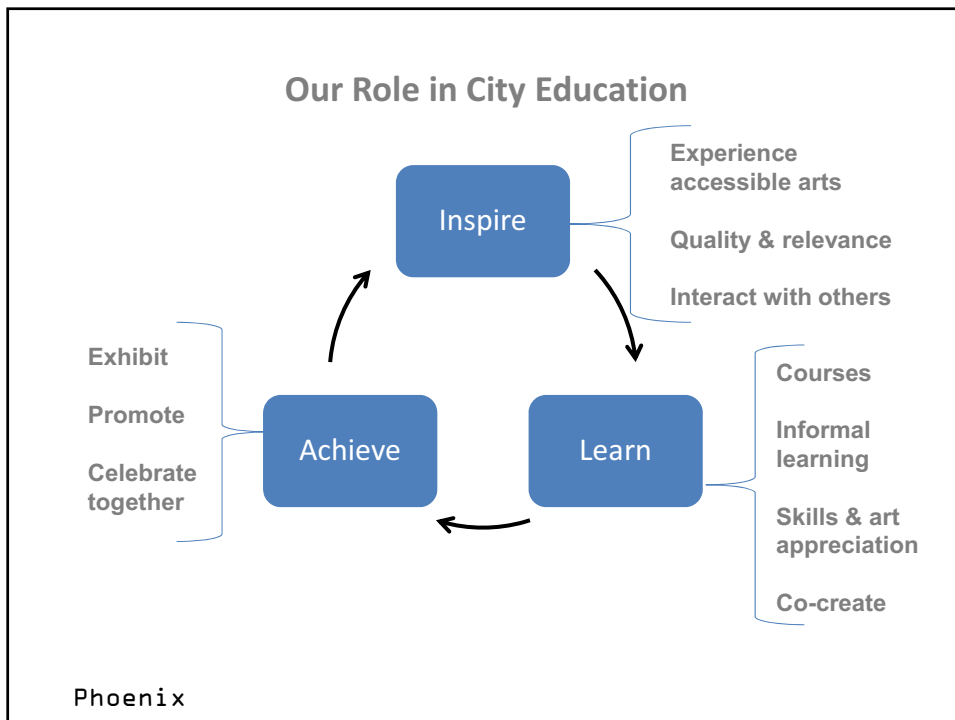 Our Role in City Education
Inspire
Experience
accessible arts
Quality & relevance
Interact with others
Learn
Courses
Informal
learning
Skills & art
appreciation
Co-create
Achieve
Exhibit
Promote
Celebrate
together
Phoenix